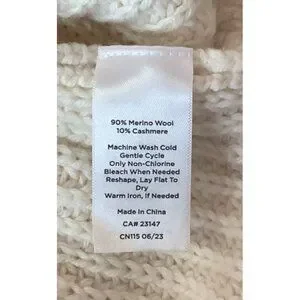 90% Merino Wool
10% Cashmere
Machine Wash Cold
Gentle Cycle
Only Non-Chlorine
Bleach When Needed
Reshape, Lay Flat To
Dry
Warm Iron, If Needed
Made in China
CA# 23147
CN115 06/23